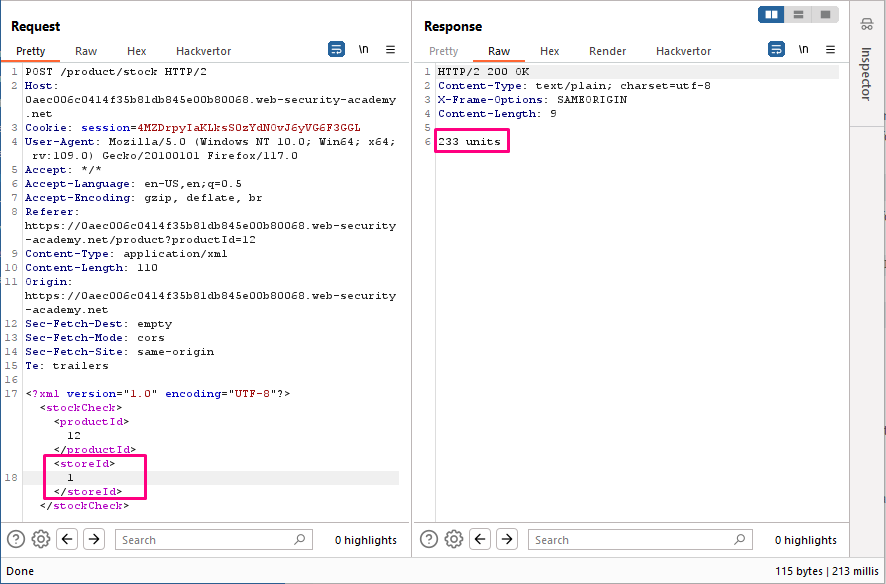 Request
Pretty Raw Hex Hackvertor \n
1 POST /product/stock HTTP/2
2 Host:
0aec006c0414f35b81db845e00b80068.web-security-academy
.net
3 Cookie: session=4MZDrpyIaKLksS0zYdNOvJ6yVG6F3GGL
4 User-Agent: Mozilla/5.0 (Windows NT 10.0; Win64; x64;
rv:109.0) Gecko/20100101 Firefox/117.0
5 Accept: */*
6 Accept-Language: en-US,en;q=0.5
7 Accept-Encoding: gzip, deflate, br
8 Referer:
https://0aec006c0414f35b81db845e00b80068.web-security
-academy.net/product?productId=12
9 Content-Type: application/xml
10 Content-Length: 110
11 Origin:
https://0aec006c0414f35b81db845e00b80068.web-security
-academy.net
12 Sec-Fetch-Dest: empty
13 Sec-Fetch-Mode: cors
14 Sec-Fetch-Site: same-origin
15 Te: trailers
16
17 <?xml version="1.0" encoding="UTF-8"?>
<stockCheck>
<productId>
12
</productId>
<storeId>
18 1
</storeId>
</stockCheck>
Search
0 highlights
Response
Pretty Raw Hex Render Hackvertor \n
1 HTTP/2 200 OK
2 Content-Type: text/plain; charset=utf-8
3 X-Frame-Options: SAMEORIGIN
4 Content-Length: 9
5
6 233 units
Search
0 highlights
Inspector
Done
115 bytes | 213 millis